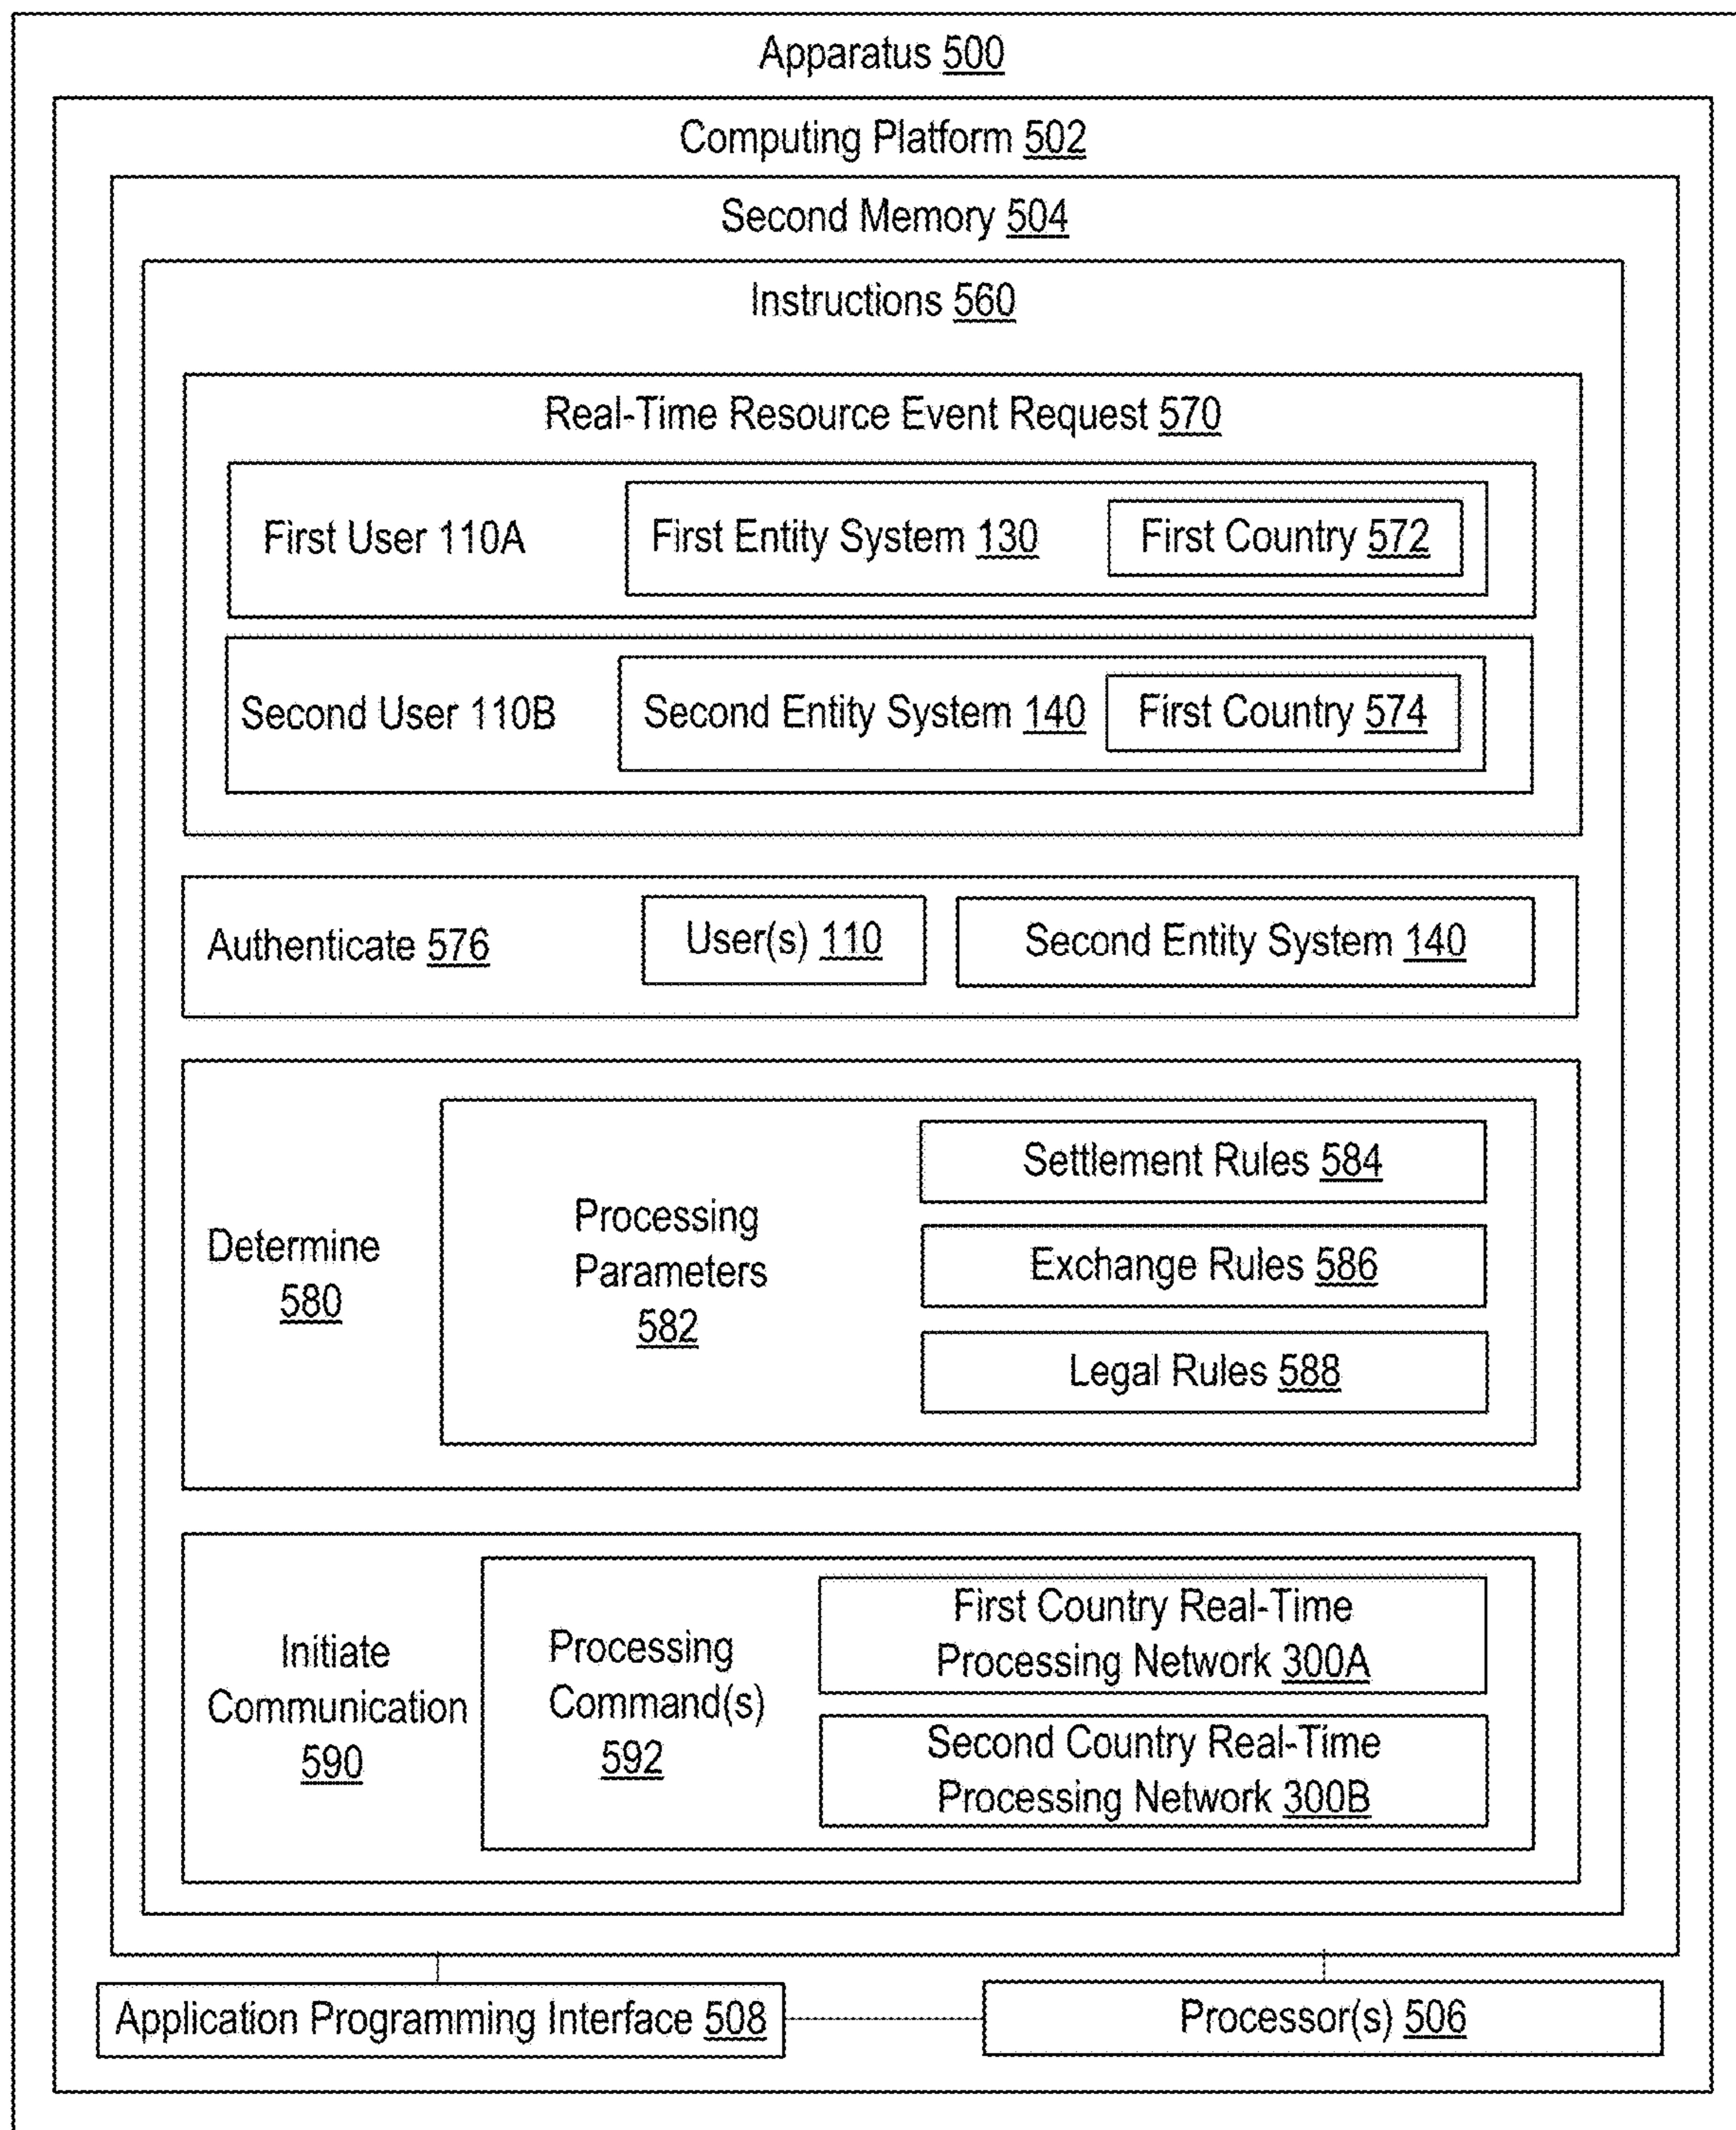 Apparatus 500
Computing Platform 502
Second Memory 504
Instructions 560
Real-Time Resource Event Request 570
First User 110A
First Entity System 130
First Country 572
Second User 110B
Second Entity System 140
First Country 574
Authenticate 576
User(s) 110
Second Entity System 140
Determine
580
Processing
Parameters
582
Settlement Rules 584
Exchange Rules 586
Legal Rules 588
Initiate
Communication
590
Processing
Command(s)
592
First Country Real-Time
Processing Network 300A
Second Country Real-Time
Processing Network 300B
Application Programming Interface 508
Processor(s) 506